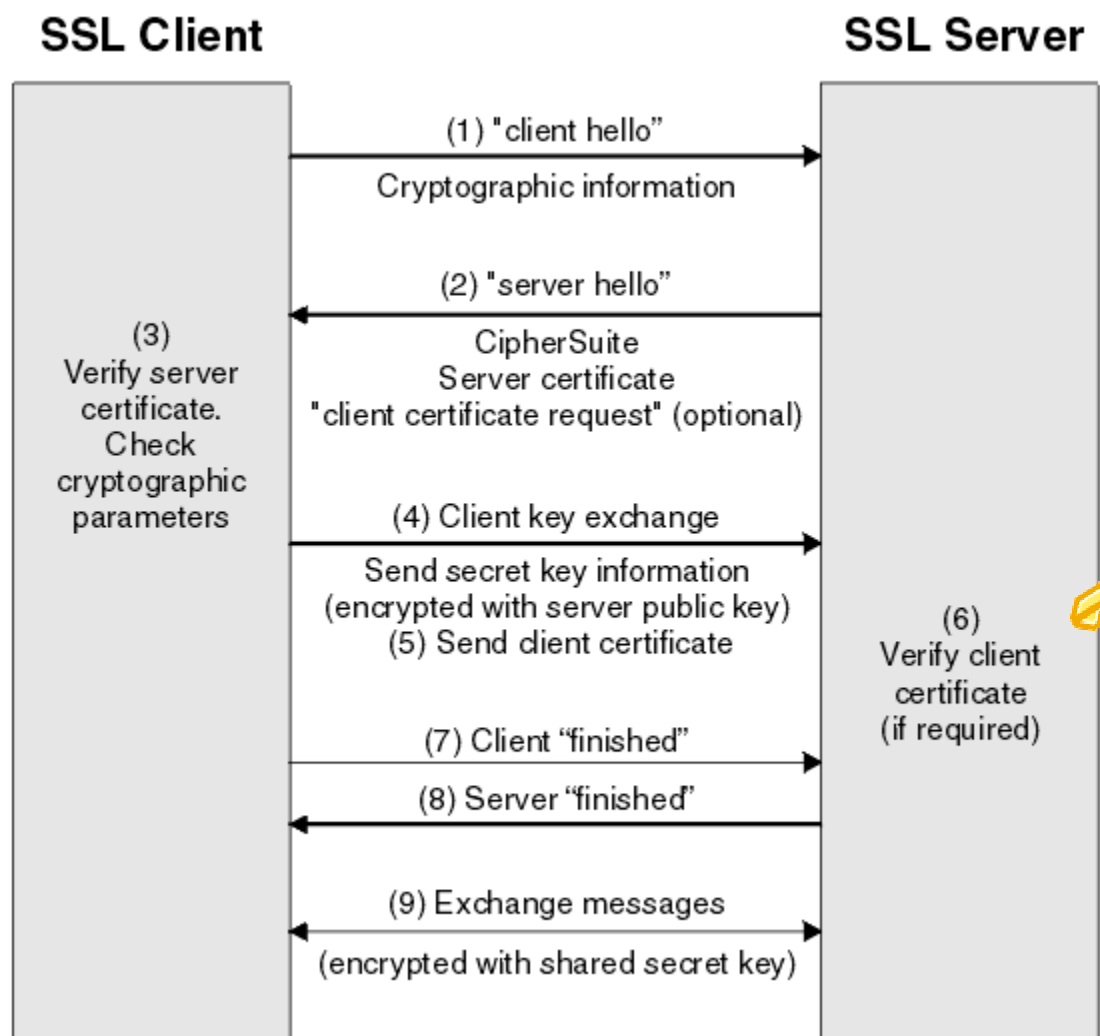 SSL Client
SSL Server
(1) "client hello”
Cryptographic information
(2) "server hello”
CipherSuite
Server certificate
"client certificate request" (optional)
(3)
Verify server
certificate.
Check
cryptographic
parameters
(4) Client key exchange
Send secret key information
(encrypted with server public key)
(5) Send client certificate
(6)
Verify client
certificate
(if required)
(7) Client “finished”
(8) Server “finished”
(9) Exchange messages
(encrypted with shared secret key)